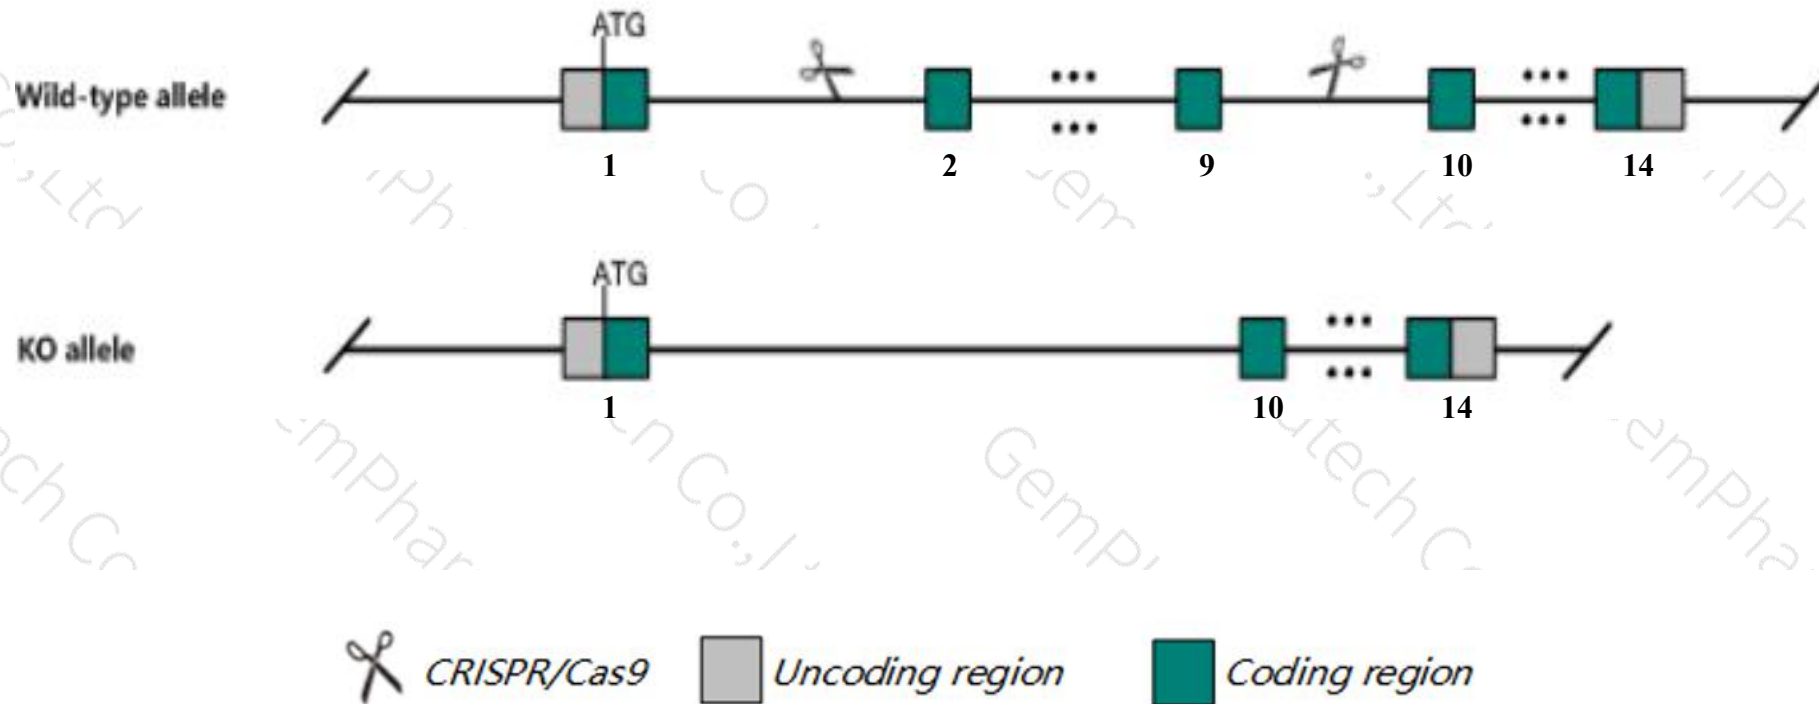 ATG
Wild-type allele
1 2 9 10 14
ATG
KO allele
1 10 14
CRISPR/Cas9 Uncoding region Coding region